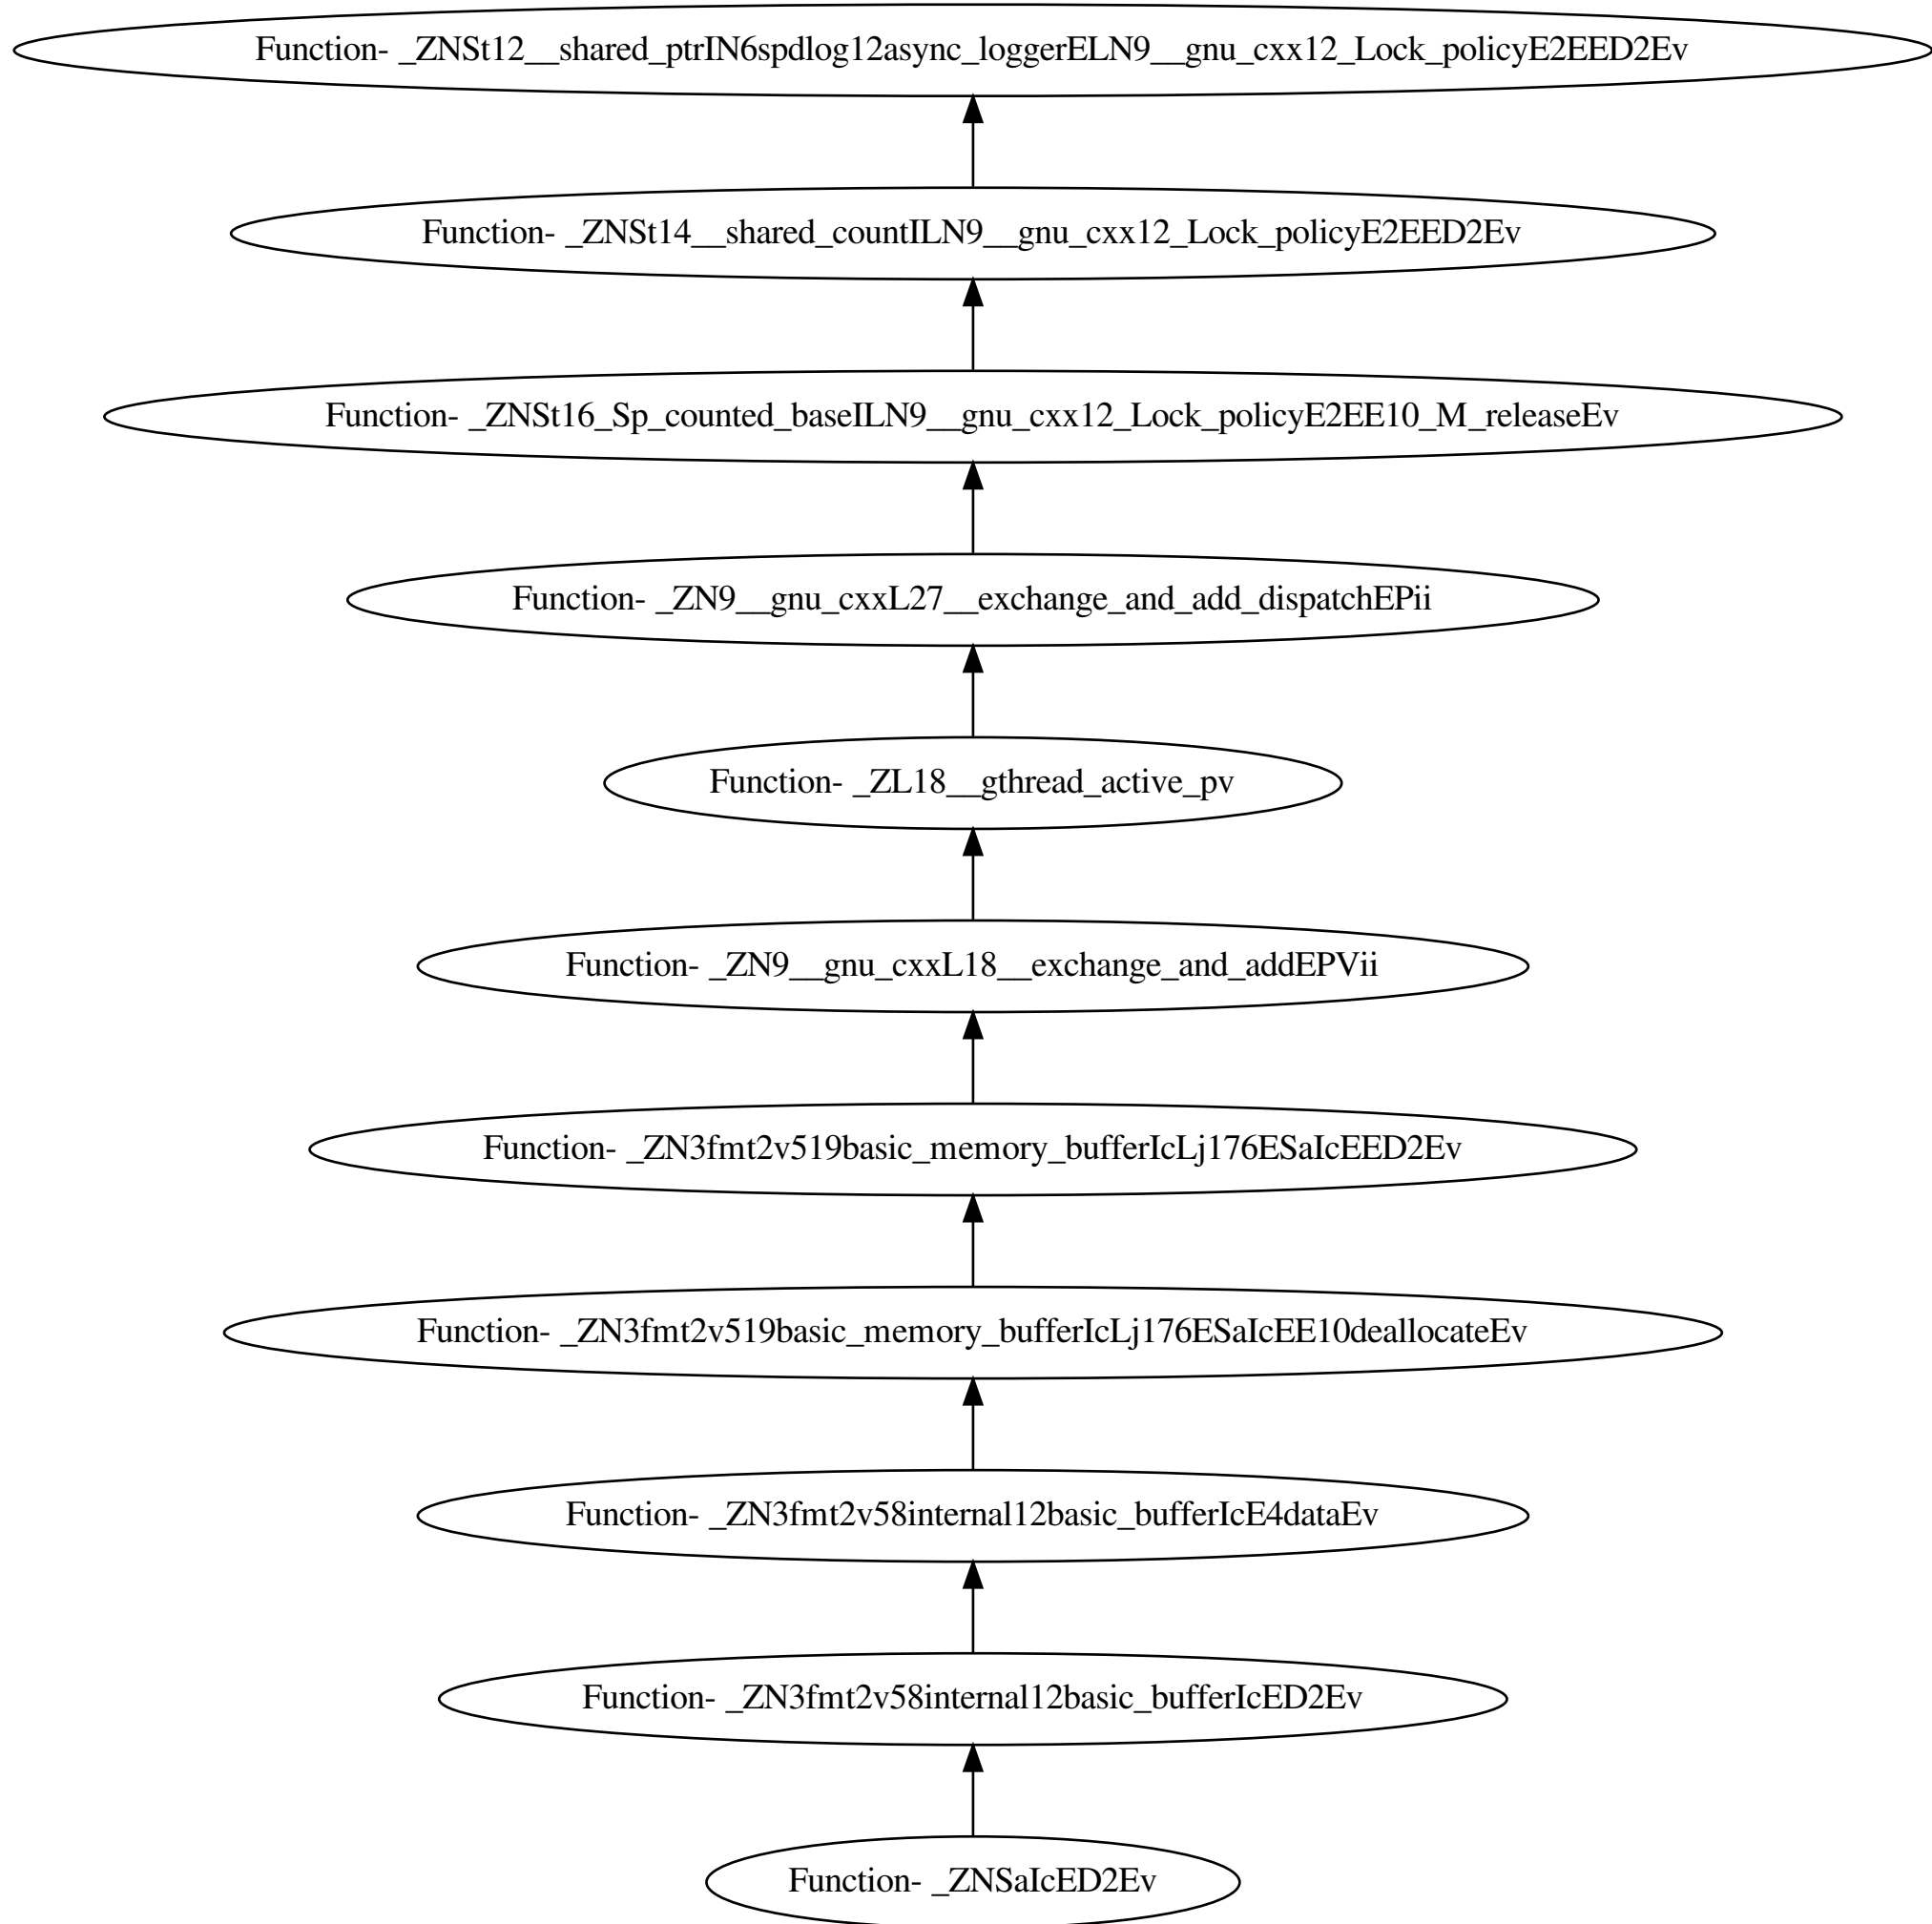 Function- _ZNSt12__shared_ptrIN6spdlog12async_loggerELN9__gnu_cxx12_Lock_policyE2EED2Ev
Function- _ZNSt14__shared_countILN9__gnu_cxx12_Lock_policyE2EED2Ev
Function- _ZNSt16_Sp_counted_baseILN9__gnu_cxx12_Lock_policyE2EE10_M_releaseEv
Function- _ZN9__gnu_cxxL27__exchange_and_add_dispatchEPii
Function- _ZL18__gthread_active_pv
Function- _ZN9__gnu_cxxL18__exchange_and_addEPVii
Function- _ZN3fmt2v519basic_memory_bufferIcLj176ESaIcEED2Ev
Function- _ZN3fmt2v519basic_memory_bufferIcLj176ESaIcEE10deallocateEv
Function- _ZN3fmt2v58internal12basic_bufferIcE4dataEv
Function- _ZN3fmt2v58internal12basic_bufferIcED2Ev
Function- _ZNSaIcED2Ev